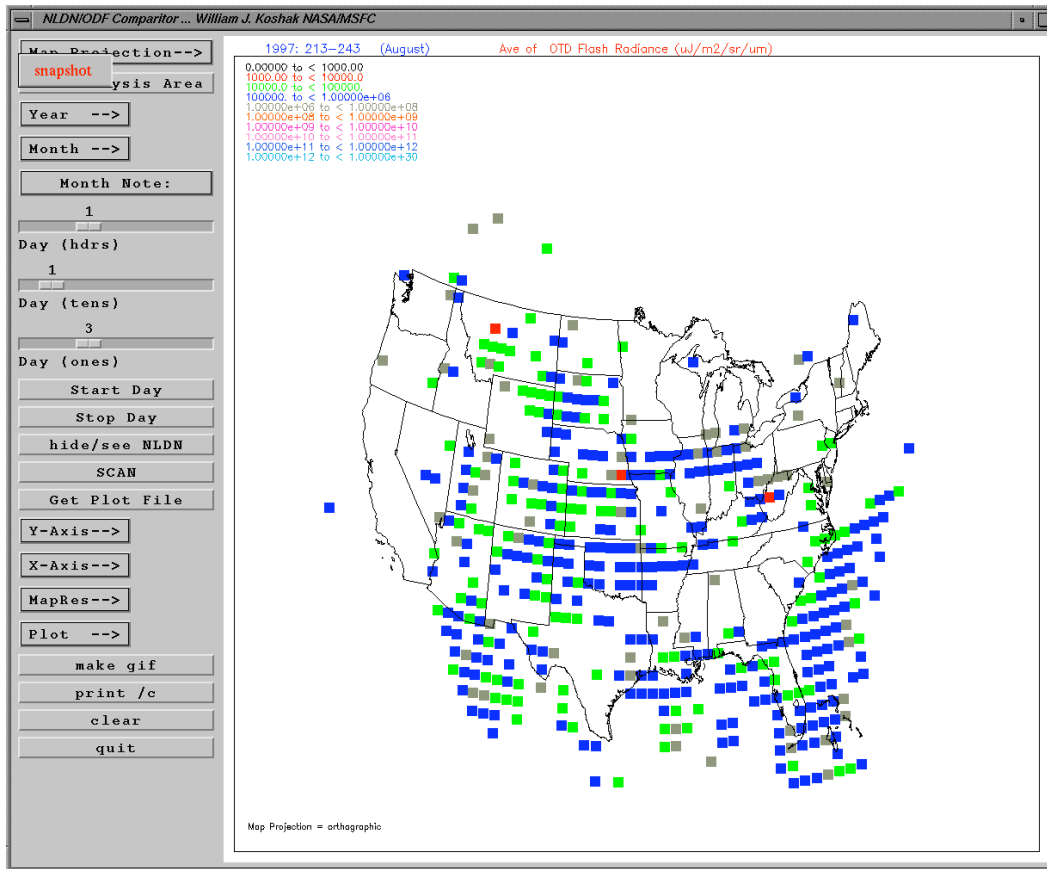 NLDN/ODF Comparitor ... William J. Koshak NASA/MSFC
Map Projection-->
snapshot
ysis Area
Year -->
Month -->
Month Note:
1
Day (hdrs)
1
Day (tens)
3
Day (ones)
Start Day
Stop Day
hide/see NLDN
SCAN
Get Plot File
Y-Axis-->
X-Axis-->
MapRes-->
Plot -->
make gif
print /c
clear
quit
1997: 213-243 (August) Ave of OTD Flash Radiance (uJ/m2/sr/um)
0.00000 to < 1000.00
1000.00 to < 10000.0
10000.0 to < 100000.
100000. to < 1.00000e+06
1.00000e+06 to < 1.00000e+08
1.00000e+08 to < 1.00000e+09
1.00000e+09 to < 1.00000e+10
1.00000e+10 to < 1.00000e+11
1.00000e+11 to < 1.00000e+12
1.00000e+12 to < 1.00000e+30
Map Projection = orthagraphic